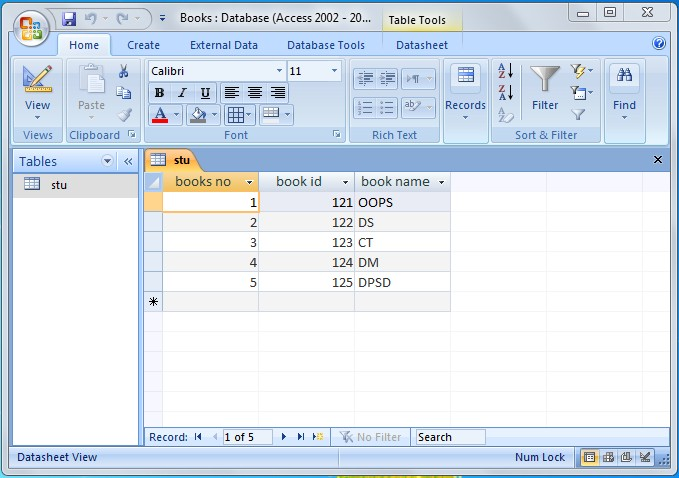 Books : Database (Access 2002 - 20... Table Tools
Home Create External Data Database Tools Datasheet
Calibri 11
View Paste B I U A Records A Z Z A Filter Find
Views Clipboard Font Rich Text Sort & Filter
Tables stu
stu
books no book id book name
1 121 OOPS
2 122 DS
3 123 CT
4 124 DM
5 125 DPSD
Record: 1 of 5 No Filter Search
Datasheet View Num Lock